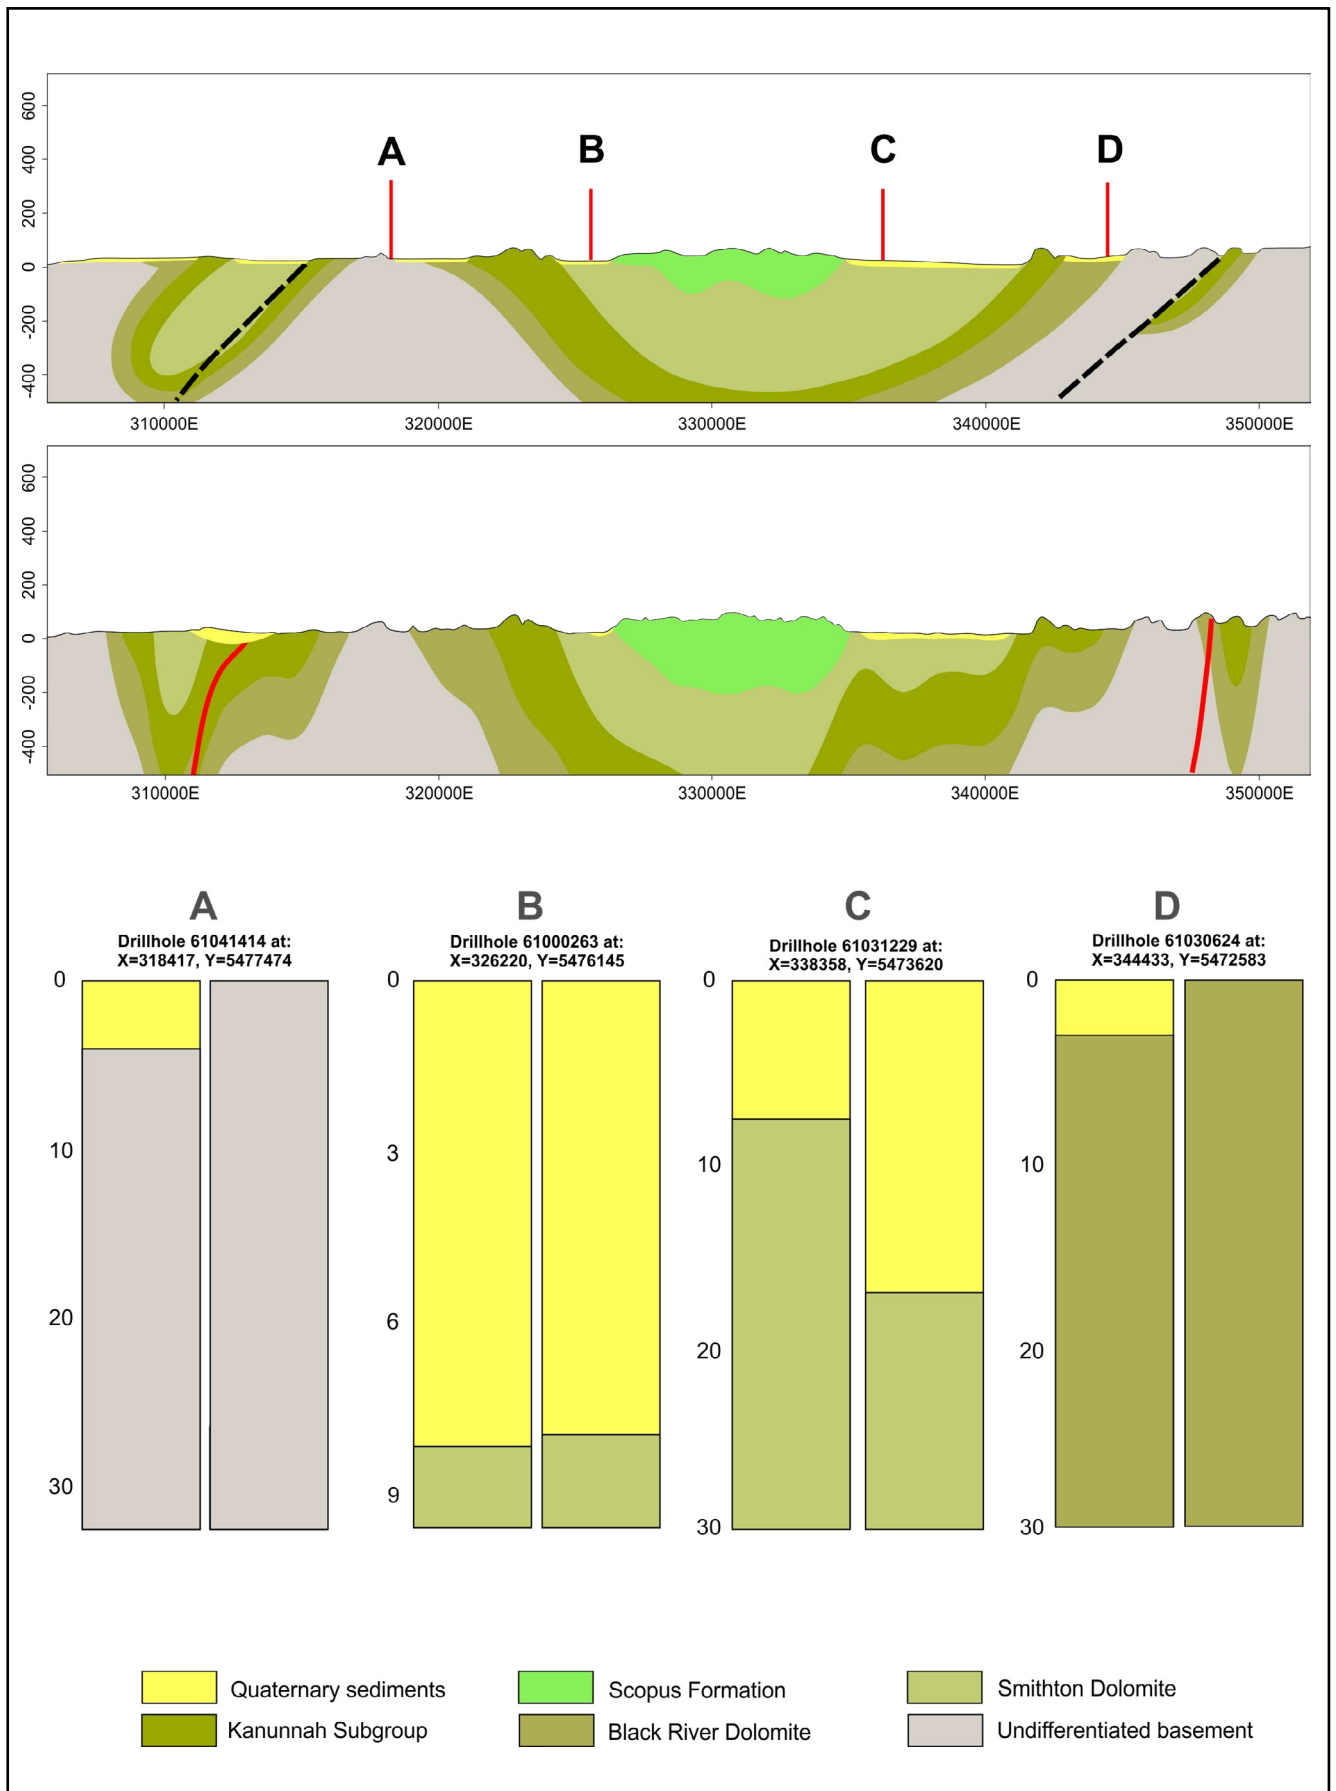 A B C D
600
400
200
0
-200
-400
310000E 320000E 330000E 340000E 350000E
600
400
200
0
-200
-400
310000E 320000E 330000E 340000E 350000E
A
Drillhole 61041414 at:
X=318417, Y=5477474
0
10
20
30
B
Drillhole 61000263 at:
X=326220, Y=5476145
0
3
6
9
C
Drillhole 61031229 at:
X=338358, Y=5473620
0
10
20
30
D
Drillhole 61030624 at:
X=344433, Y=5472583
0
10
20
30
Quaternary sediments
Scopus Formation
Smithton Dolomite
Kanunnah Subgroup
Black River Dolomite
Undifferentiated basement